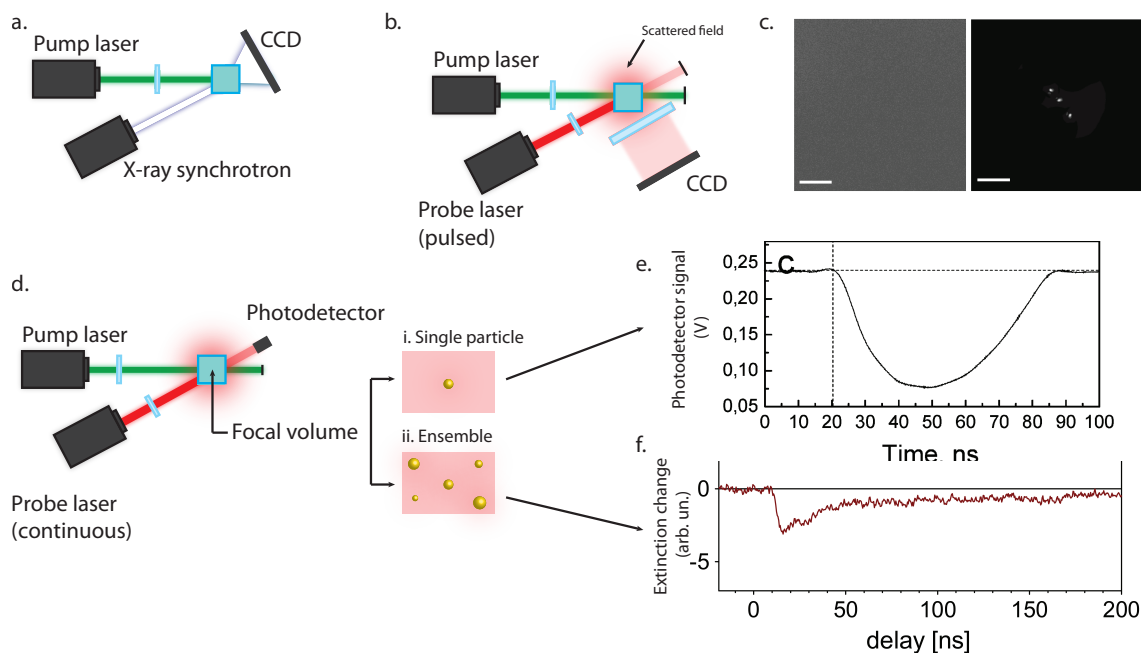 a.
Pump laser
CCD
X-ray synchrotron
b.
Scattered field
Pump laser
Probe laser
(pulsed)
CCD
c.
d.
Photodetector
Pump laser
Focal volume
Probe laser
(continuous)
i. Single particle
ii. Ensemble
e.
C
Photodetector signal
(V)
0,25
0,20
0,15
0,10
0,05
0 10 20 30 40 50 60 70 80 90 100
Time, ns
f.
Extinction change
(arb. un.)
0
-5
0 50 100 150 200
delay [ns]